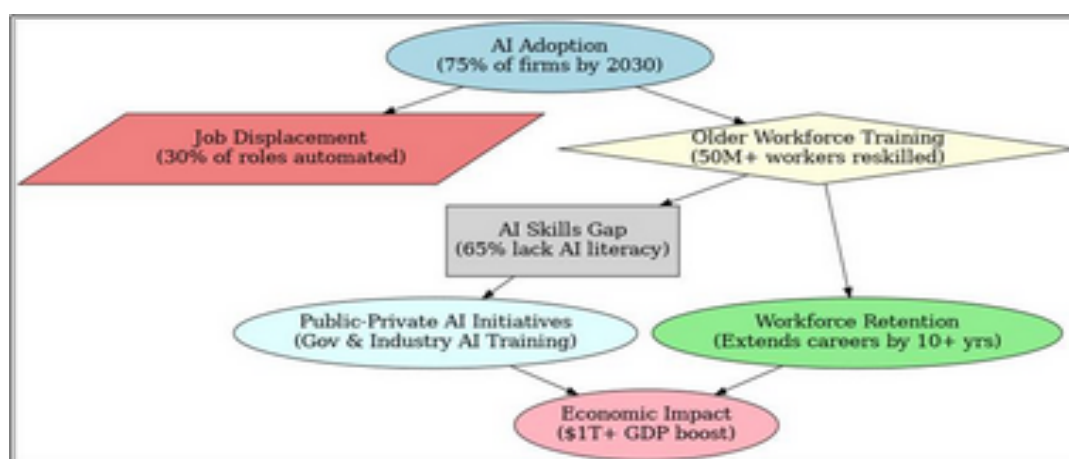 AI Adoption
(75% of firms by 2030)
Job Displacement
(30% of roles automated)
Older Workforce Training
(50M+ workers reskilled)
AI Skills Gap
(65% lack AI literacy)
Public-Private AI Initiatives
(Gov & Industry AI Training)
Workforce Retention
(Extends careers by 10+ yrs)
Economic Impact
($1T+ GDP boost)